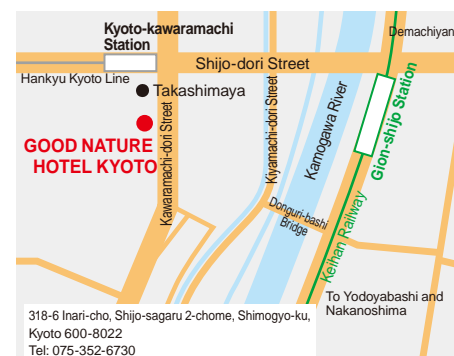 Kyoto-kawaramachi
Station
Demachiyan
Shijo-dori Street
Hankyu Kyoto Line
Takashimaya
GOOD NATURE
HOTEL KYOTO
Kawaramachi-dori Street
Kiyamachi-dori Street
Kamogawa River
Gion-shijo Station
Donguri-bashi
Bridge
Keihan Railway
To Yodoyabashi and
Nakanoshima
318-6 Inari-cho, Shijo-sagaru 2-chome, Shimogyo-ku,
Kyoto 600-8022
Tel: 075-352-6730